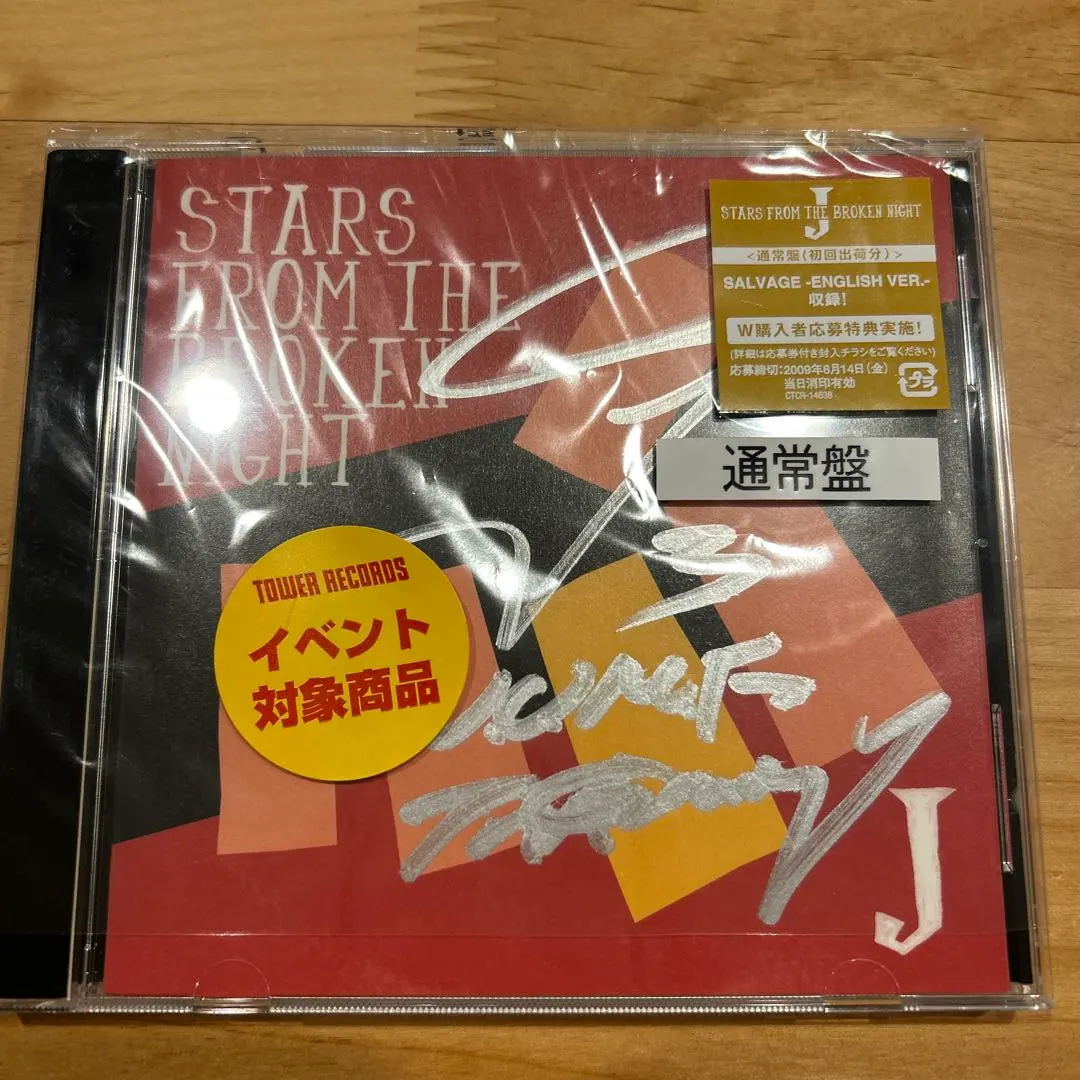 STARS
FROM THE
BROKEN
NIGHT
J
STARS FROM THE BROKEN NIGHT
<通常盤(初回出荷分)>
SALVAGE -ENGLISH VER.-
収録!
W購入者応募特典実施!
(詳細は応募券付き封入チラシをご覧ください)
応募締切:2009年8月14日(金)
当日消印有効
CTCR-14638
プラ
通常盤
TOWER RECORDS
イベント
対象商品
J